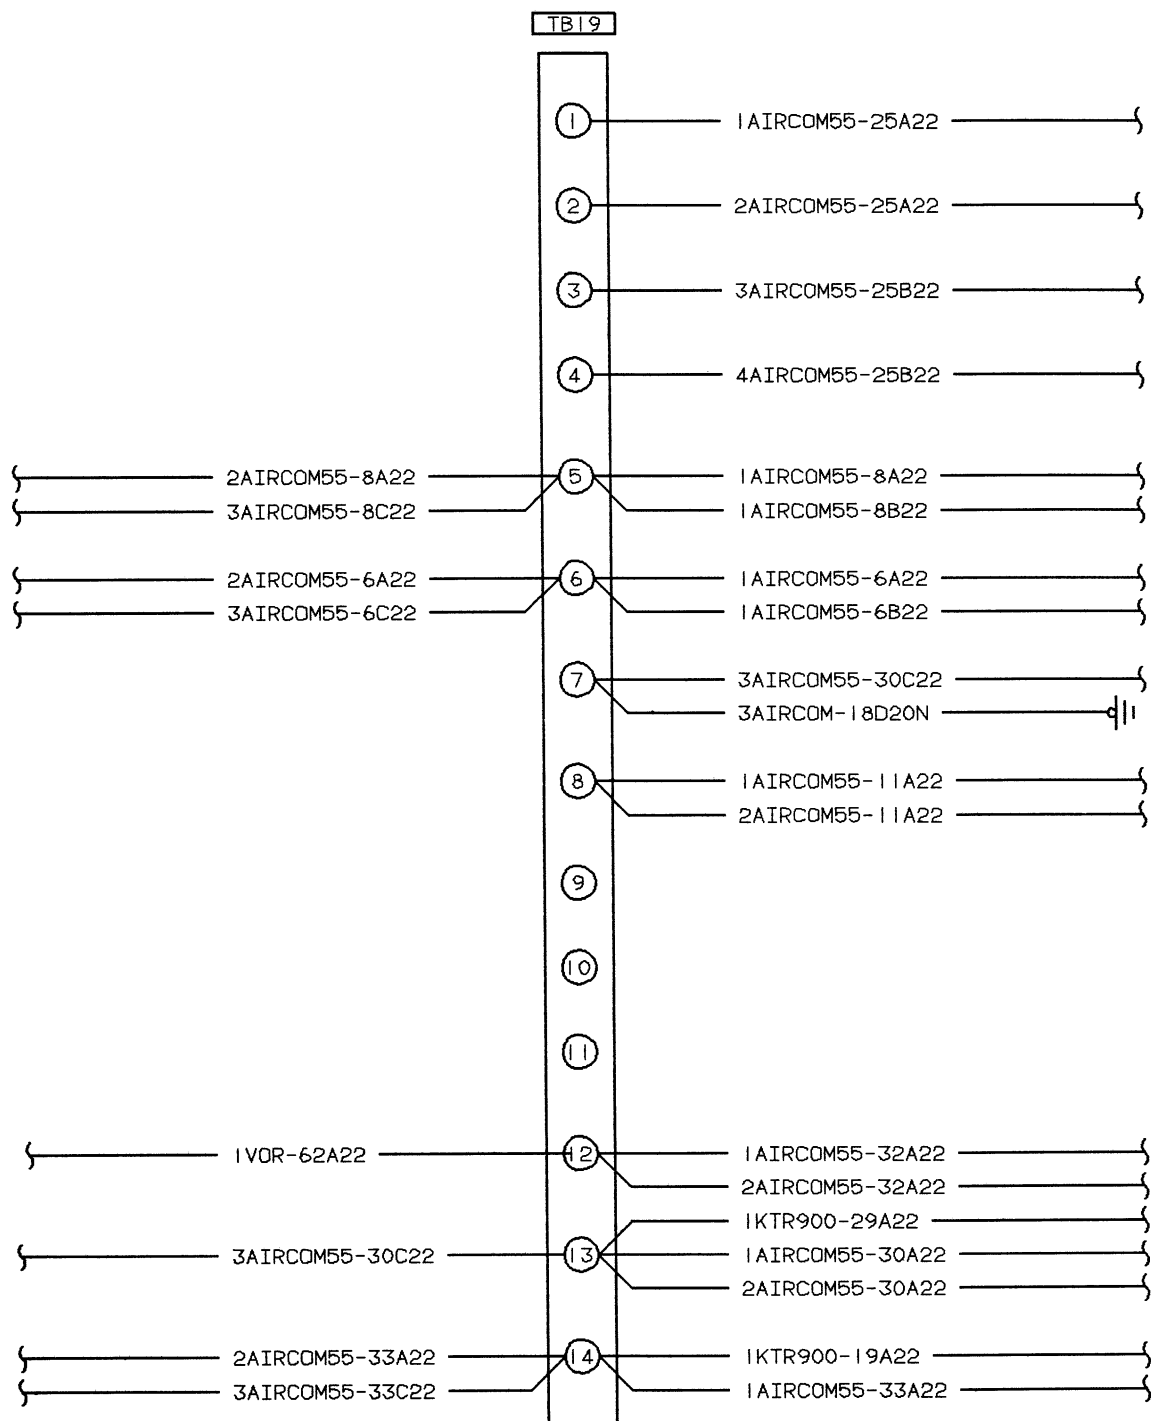 TB19
1 1AIRCOM55-25A22
2 2AIRCOM55-25A22
3 3AIRCOM55-25B22
4 4AIRCOM55-25B22
2AIRCOM55-8A22 5 1AIRCOM55-8A22
3AIRCOM55-8C22 1AIRCOM55-8B22
2AIRCOM55-6A22 6 1AIRCOM55-6A22
3AIRCOM55-6C22 1AIRCOM55-6B22
7 3AIRCOM55-30C22
3AIRCOM-18D20N
8 1AIRCOM55-11A22
2AIRCOM55-11A22
9
10
11
1VOR-62A22 12 1AIRCOM55-32A22
2AIRCOM55-32A22
1KTR900-29A22
3AIRCOM55-30C22 13 1AIRCOM55-30A22
2AIRCOM55-30A22
2AIRCOM55-33A22 14 1KTR900-19A22
3AIRCOM55-33C22 1AIRCOM55-33A22